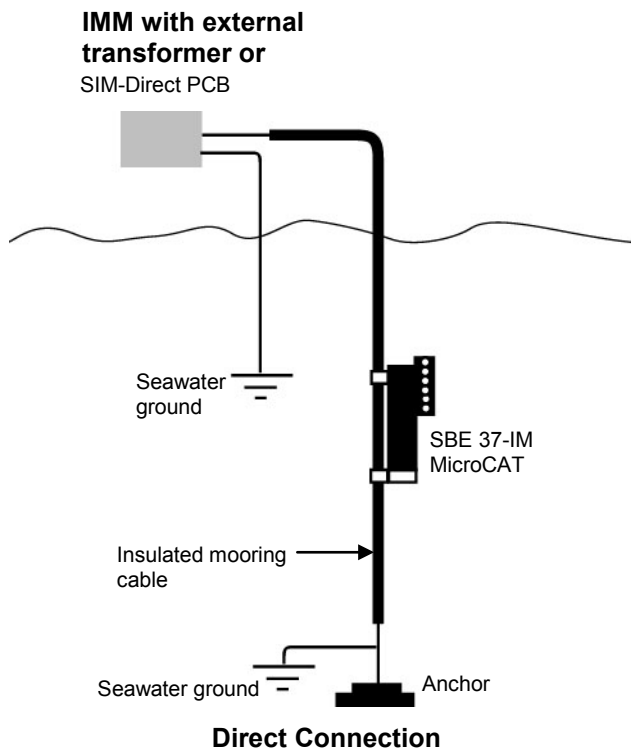 IMM with external
transformer or
SIM-Direct PCB
Seawater
ground
SBE 37-IM
MicroCAT
Insulated mooring
cable
Seawater ground
Anchor
Direct Connection